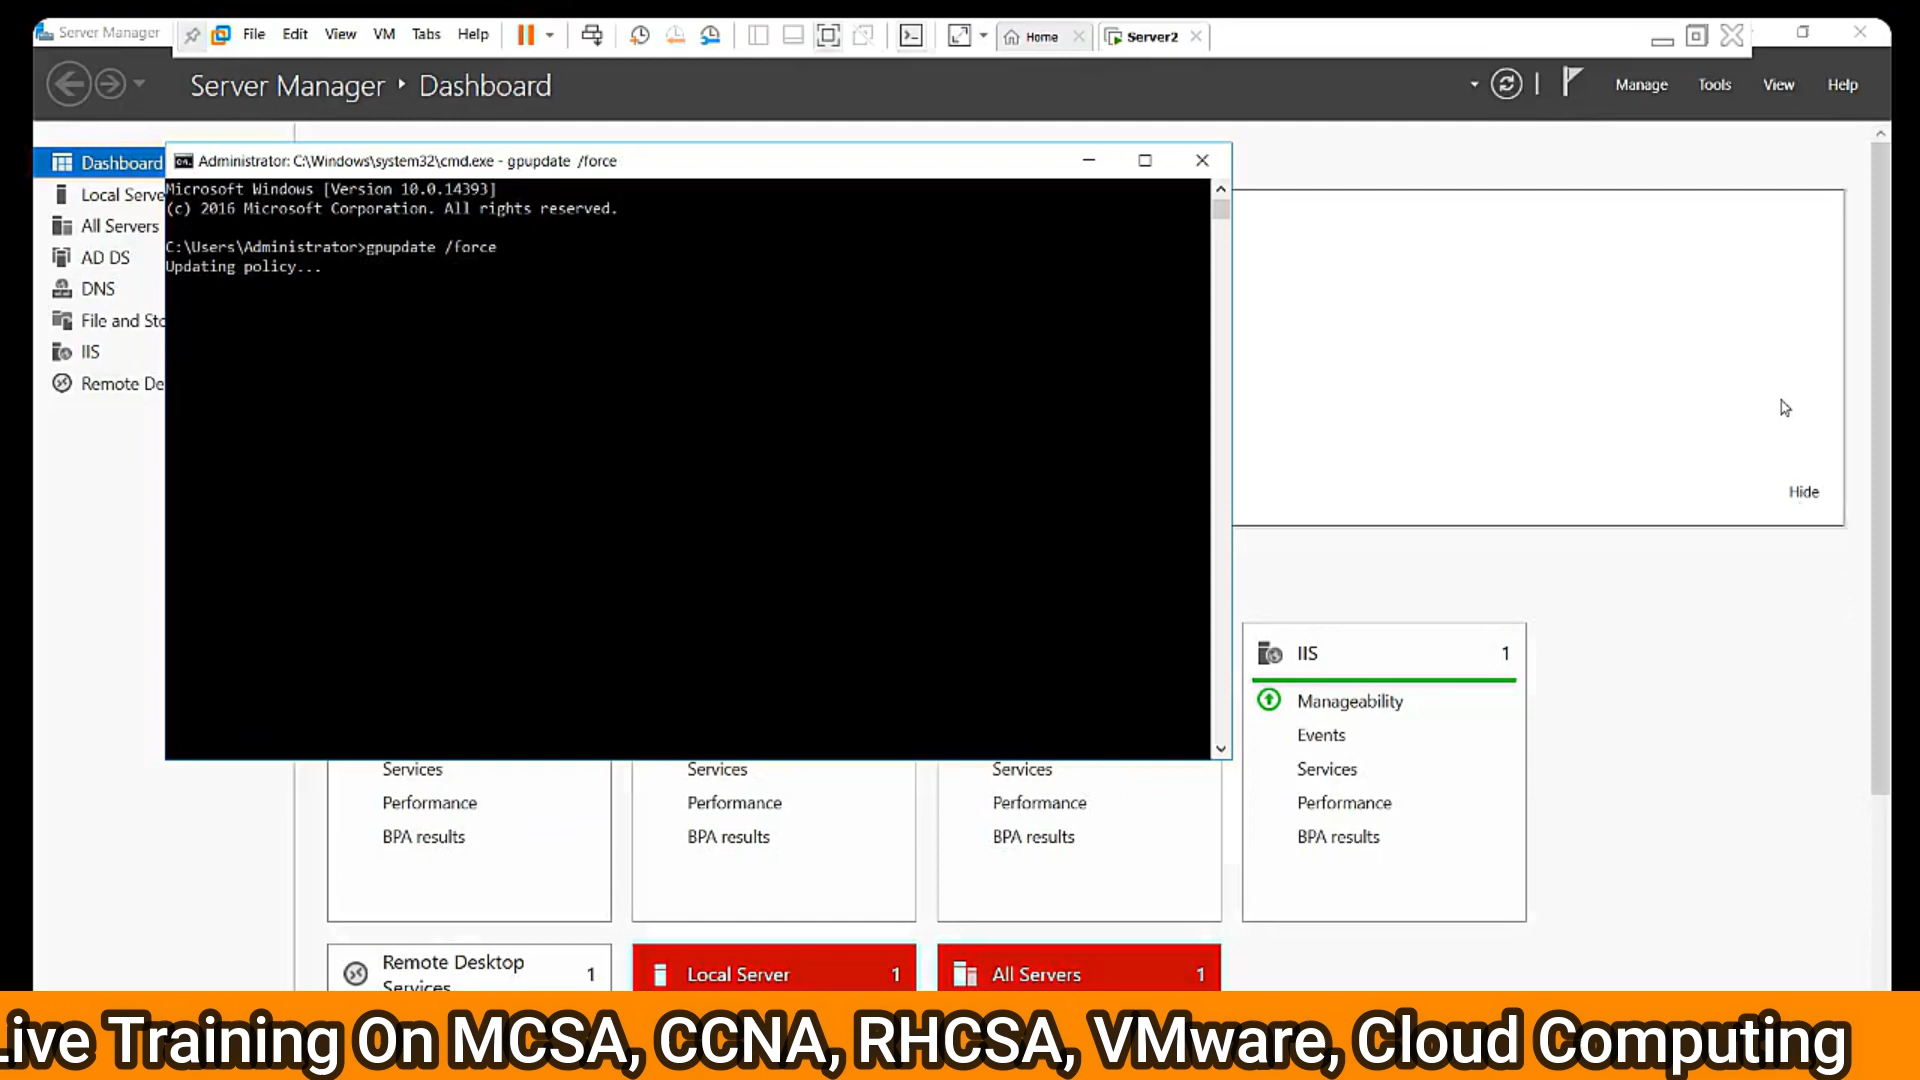 Server Manager
File Edit View VM Tabs Help
Home
Server2
Server Manager Dashboard
Manage Tools View Help
Dashboard
Local Serve
All Servers
AD DS
DNS
File and Sto
IIS
Remote De
Administrator: C:\Windows\system32\cmd.exe - gpupdate /force
Microsoft Windows [Version 10.0.14393]
(c) 2016 Microsoft Corporation. All rights reserved.
C:\Users\Administrator>gpupdate /force
Updating policy...
Hide
IIS 1
Manageability
Events
Services
Performance
BPA results
Services
Performance
BPA results
Services
Performance
BPA results
Services
Performance
BPA results
Remote Desktop
Services
1
Local Server 1
All Servers 1
Live Training On MCSA, CCNA, RHCSA, VMware, Cloud Computing